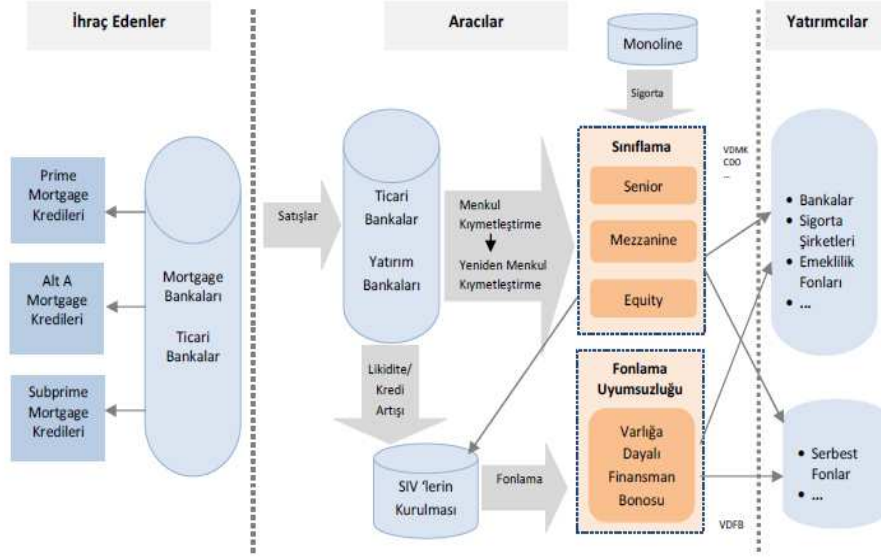 İhraç Edenler
Aracılar
Yatırımcılar
Monoline
Sigorta
Prime
Mortgage
Kredileri
Alt A
Mortgage
Kredileri
Subprime
Mortgage
Kredileri
Mortgage
Bankaları
Ticari
Bankalar
Satışlar
Ticari
Bankalar
Yatırım
Bankaları
Menkul
Kıymetleştirme
Yeniden Menkul
Kıymetleştirme
Likidite/
Kredi
Artışı
SIV 'lerin
Kurulması
Fonlama
Sınıflama
Senior
Mezzanine
Equity
VDMK
CDO
...
Fonlama
Uyumsuzluğu
Varlığa
Dayalı
Finansman
Bonosu
VDFB
• Bankalar
• Sigorta
Şirketleri
• Emeklilik
Fonları
• ...
• Serbest
Fonlar
• ...